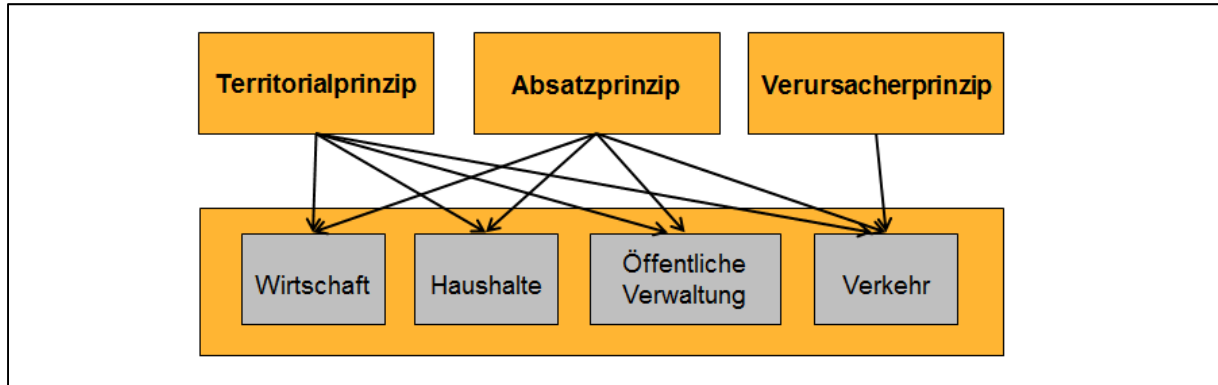 Territorialprinzip
Absatzprinzip
Verursacherprinzip
Wirtschaft
Haushalte
Öffentliche
Verwaltung
Verkehr